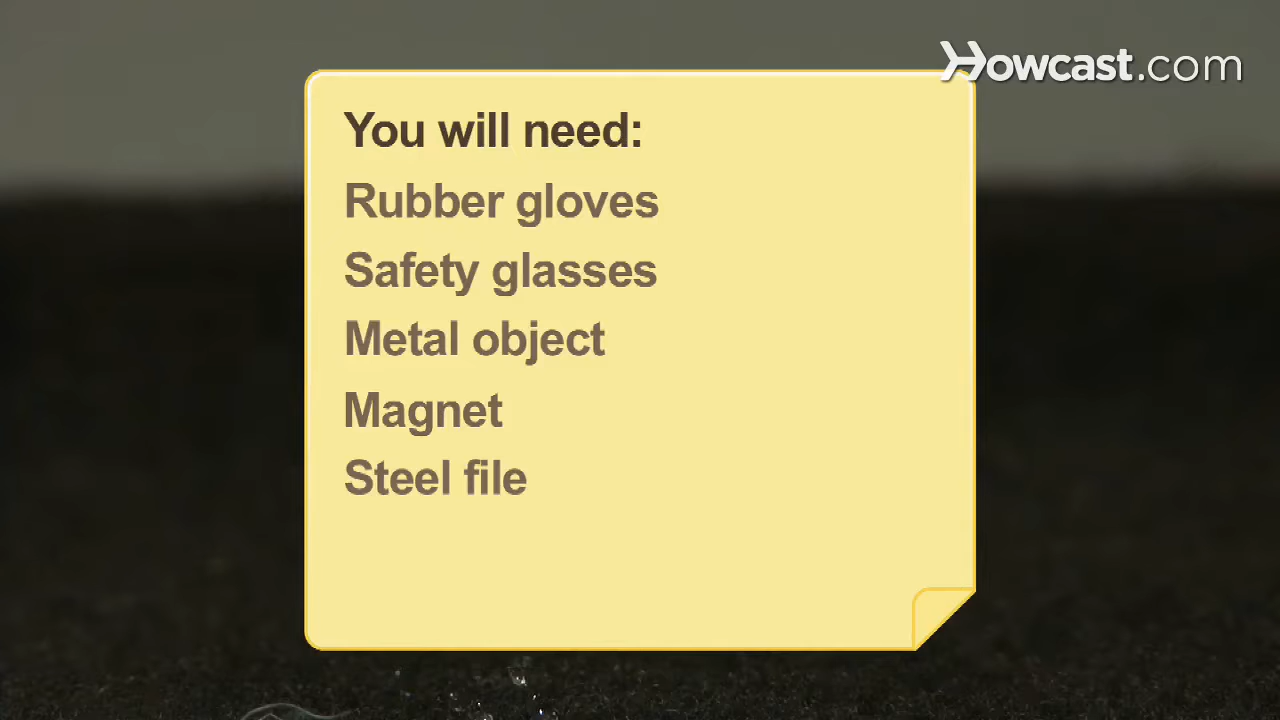 Howcast.com
You will need:
Rubber gloves
Safety glasses
Metal object
Magnet
Steel file